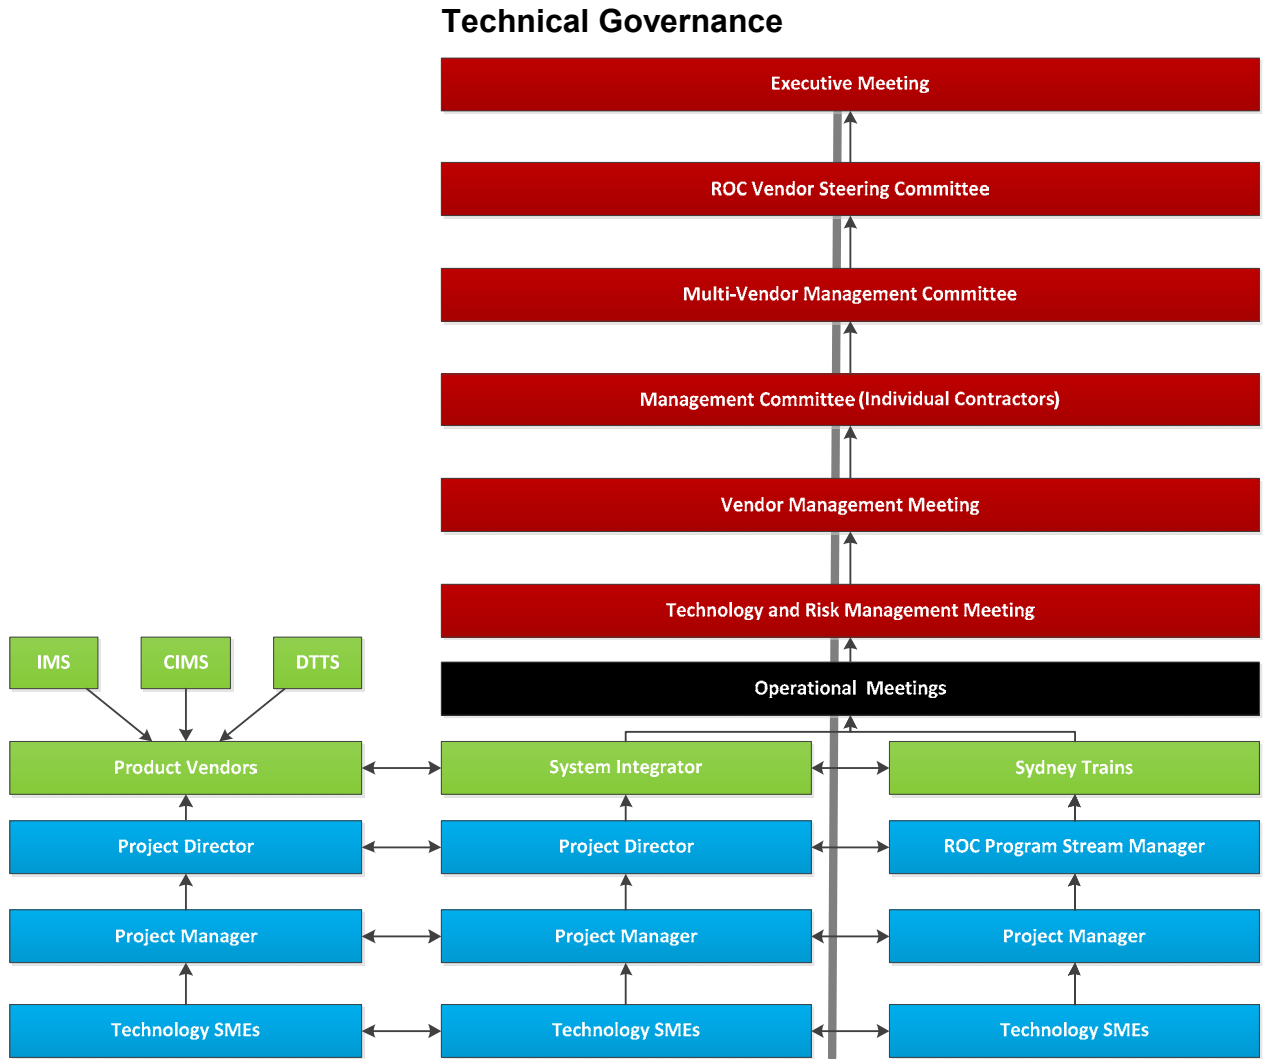 Technical Governance
Executive Meeting
ROC Vendor Steering Committee
Multi-Vendor Management Committee
Management Committee (Individual Contractors)
Vendor Management Meeting
Technology and Risk Management Meeting
IMS
CIMS
DTTS
Operational Meetings
Product Vendors
System Integrator
Sydney Trains
Project Director
Project Director
ROC Program Stream Manager
Project Manager
Project Manager
Project Manager
Technology SMEs
Technology SMEs
Technology SMEs